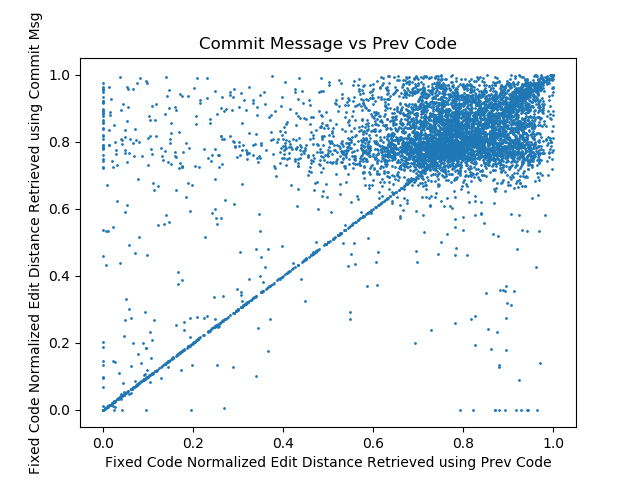 Commit Message vs Prev Code
Fixed Code Normalized Edit Distance Retrieved using Commit Msg
1.0
0.8
0.6
0.4
0.2
0.0
0.0 0.2 0.4 0.6 0.8 1.0
Fixed Code Normalized Edit Distance Retrieved using Prev Code